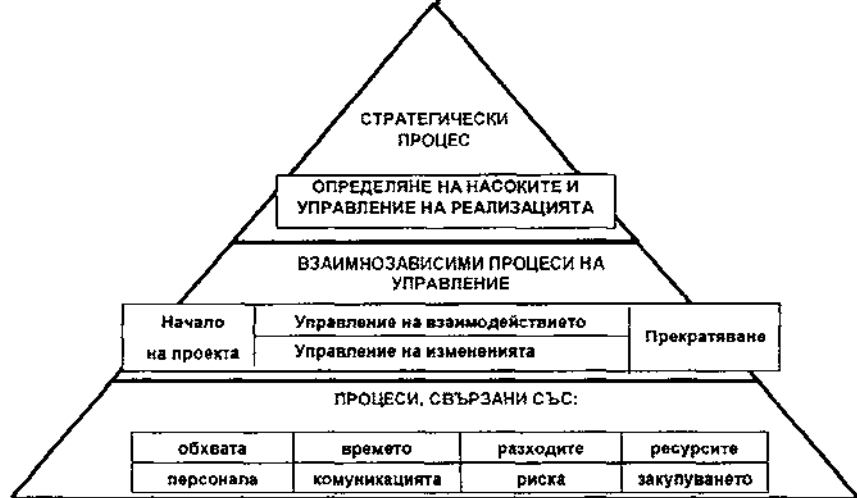 СТРАТЕГИЧЕСКИ
ПРОЦЕС
ОПРЕДЕЛЯНЕ НА НАСОКИТЕ И
УПРАВЛЕНИЕ НА РЕАЛИЗАЦИЯТА
ВЗАИМНОЗАВИСИМИ ПРОЦЕСИ НА
УПРАВЛЕНИЕ
Начало
на проекта
Управление на взаимодействието
Управление на измененията
Прекратяване
ПРОЦЕСИ, СВЪРЗАНИ СЪС:
обхвата времето разходите ресурсите
персонала комуникацията риска закупуването